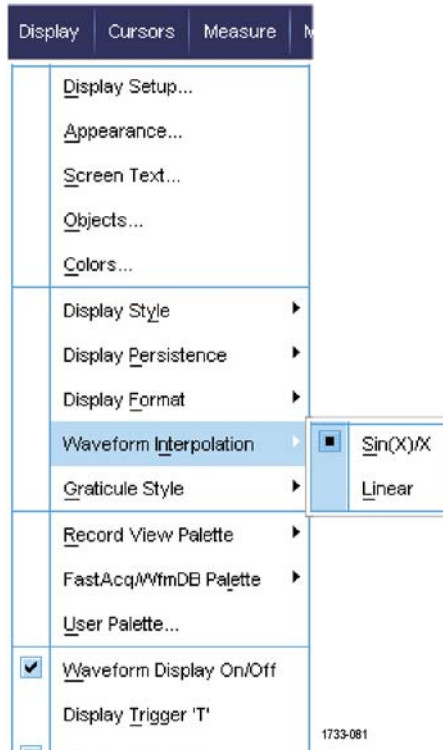 Display Cursors Measure
Display Setup...
Appearance...
Screen Text...
Objects...
Colors...
Display Style
Display Persistence
Display Format
Waveform Interpolation
Sin(X)/X
Graticule Style
Linear
Record View Palette
FastAcq/WfmDB Palette
User Palette...
Waveform Display On/Off
Display Trigger 'T'
1733-081